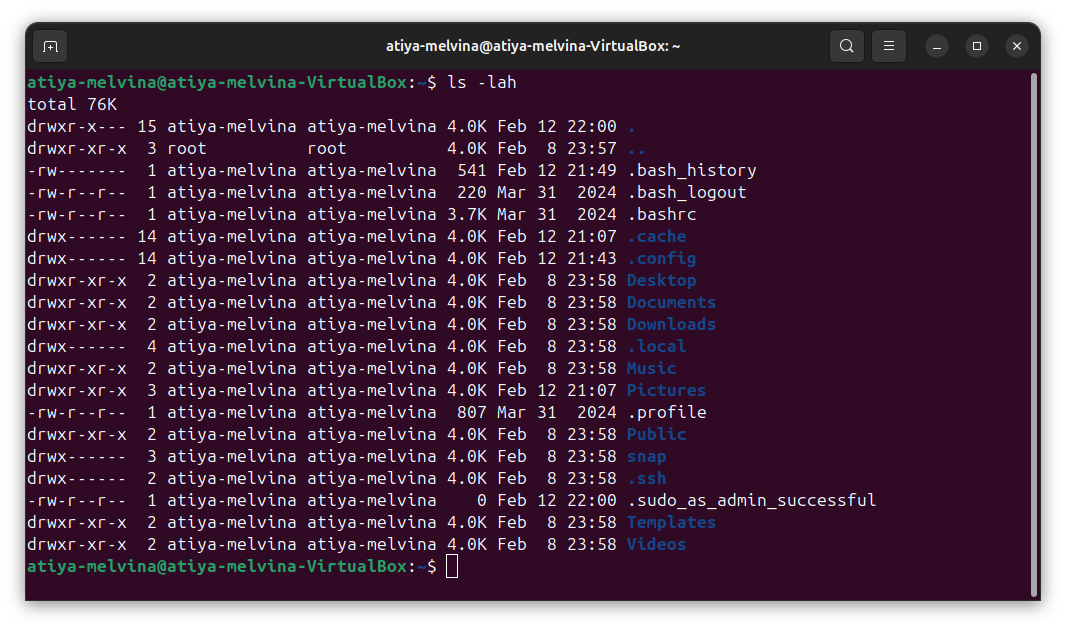 atiya-melvina@atiya-melvina-VirtualBox: ~
atiya-melvina@atiya-melvina-VirtualBox:~$ ls -lah
total 76K
drwxr-x--- 15 atiya-melvina atiya-melvina 4.0K Feb 12 22:00 .
drwxr-xr-x  3 root          root          4.0K Feb  8 23:57 ..
-rw-------  1 atiya-melvina atiya-melvina  541 Feb 12 21:49 .bash_history
-rw-r--r--  1 atiya-melvina atiya-melvina  220 Mar 31  2024 .bash_logout
-rw-r--r--  1 atiya-melvina atiya-melvina 3.7K Mar 31  2024 .bashrc
drwx------ 14 atiya-melvina atiya-melvina 4.0K Feb 12 21:07 .cache
drwx------ 14 atiya-melvina atiya-melvina 4.0K Feb 12 21:43 .config
drwxr-xr-x  2 atiya-melvina atiya-melvina 4.0K Feb  8 23:58 Desktop
drwxr-xr-x  2 atiya-melvina atiya-melvina 4.0K Feb  8 23:58 Documents
drwxr-xr-x  2 atiya-melvina atiya-melvina 4.0K Feb  8 23:58 Downloads
drwx------  4 atiya-melvina atiya-melvina 4.0K Feb  8 23:58 .local
drwxr-xr-x  2 atiya-melvina atiya-melvina 4.0K Feb  8 23:58 Music
drwxr-xr-x  3 atiya-melvina atiya-melvina 4.0K Feb 12 21:07 Pictures
-rw-r--r--  1 atiya-melvina atiya-melvina  807 Mar 31  2024 .profile
drwxr-xr-x  2 atiya-melvina atiya-melvina 4.0K Feb  8 23:58 Public
drwx------  3 atiya-melvina atiya-melvina 4.0K Feb  8 23:58 snap
drwx------  2 atiya-melvina atiya-melvina 4.0K Feb  8 23:58 .ssh
-rw-r--r--  1 atiya-melvina atiya-melvina    0 Feb 12 22:00 .sudo_as_admin_successful
drwxr-xr-x  2 atiya-melvina atiya-melvina 4.0K Feb  8 23:58 Templates
drwxr-xr-x  2 atiya-melvina atiya-melvina 4.0K Feb  8 23:58 Videos
atiya-melvina@atiya-melvina-VirtualBox:~$